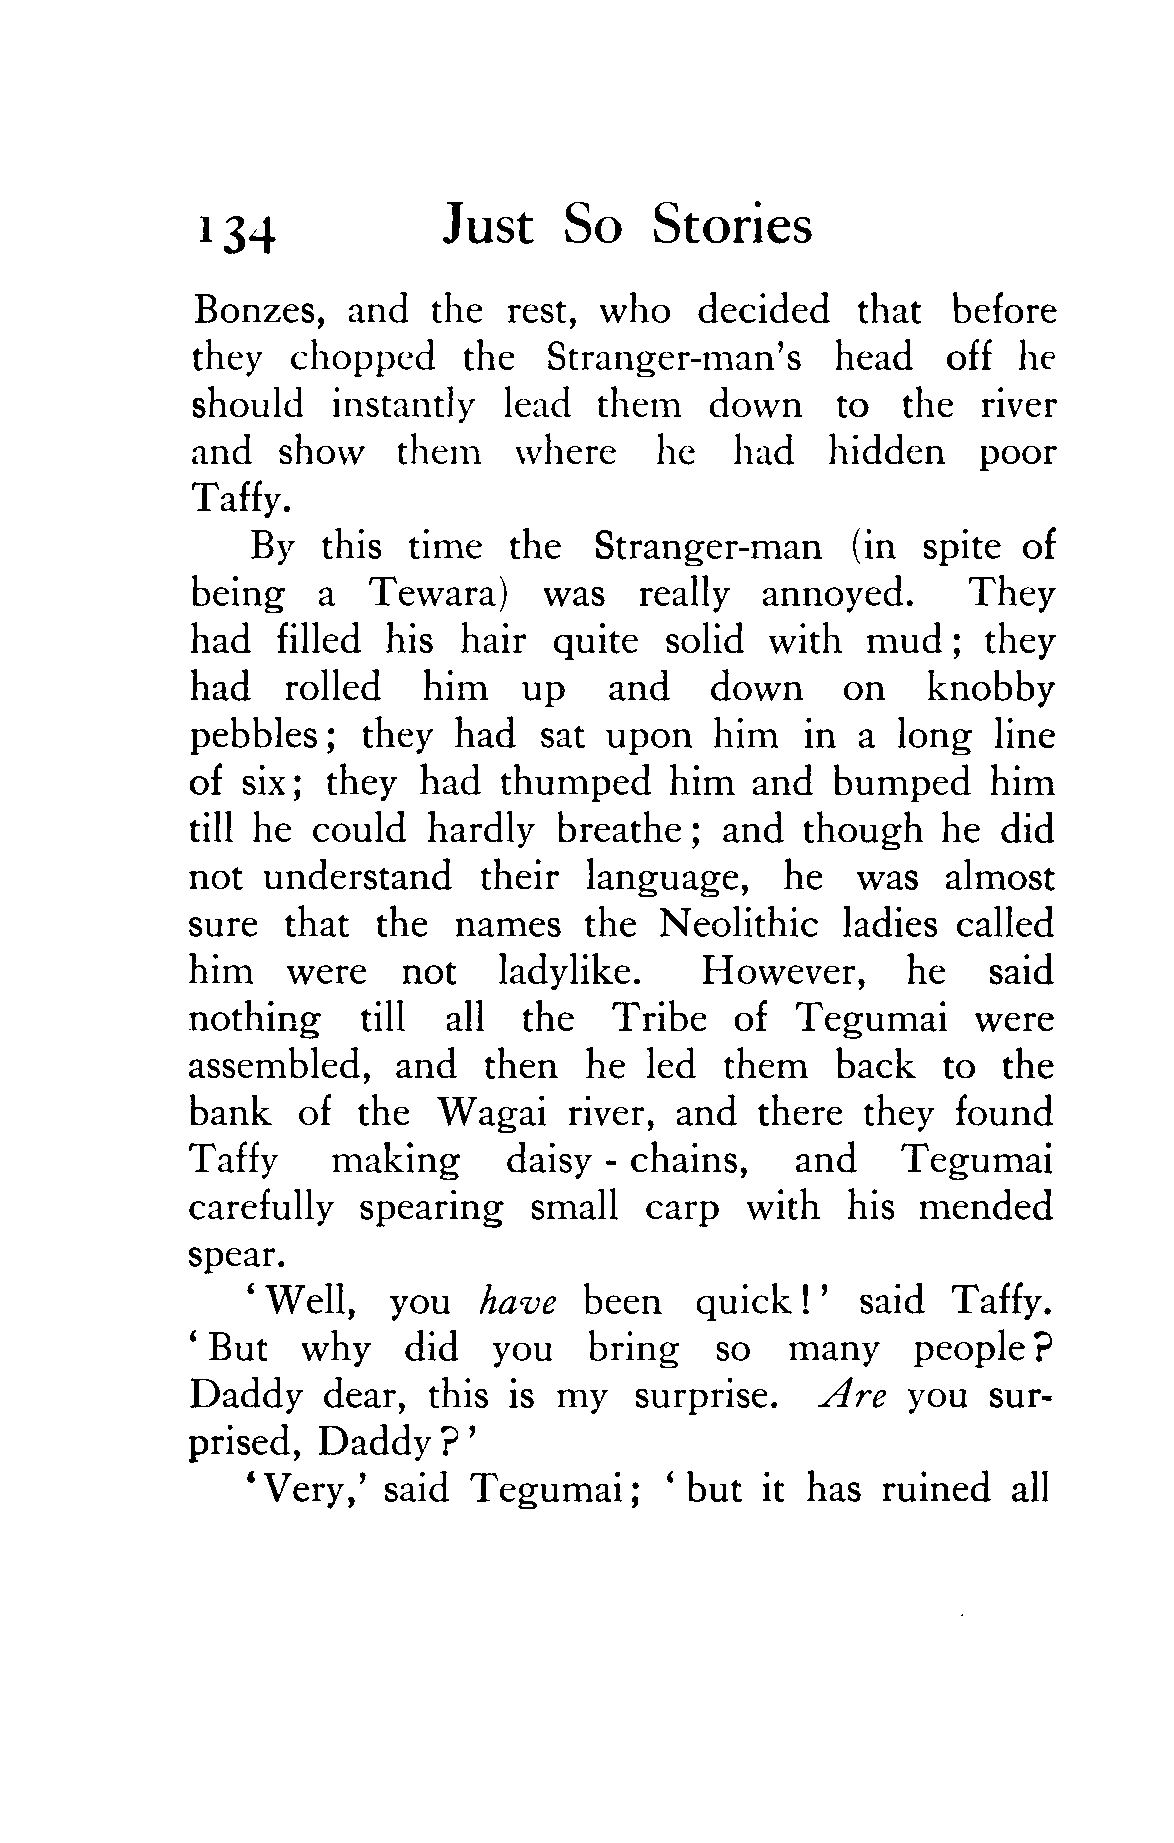 134 Just So Stories
Bonzes, and the rest, who decided that before
they chopped the Stranger-man's head off he
should instantly lead them down to the river
and show them where he had hidden poor
Taffy.
By this time the Stranger-man (in spite of
being a Tewara) was really annoyed. They
had filled his hair quite solid with mud ; they
had rolled him up and down on knobby
pebbles ; they had sat upon him in a long line
of six ; they had thumped him and bumped him
till he could hardly breathe ; and though he did
not understand their language, he was almost
sure that the names the Neolithic ladies called
him were not ladylike. However, he said
nothing till all the Tribe of Tegumai were
assembled, and then he led them back to the
bank of the Wagai river, and there they found
Taffy making daisy - chains, and Tegumai
carefully spearing small carp with his mended
spear.
‘ Well, you have been quick ! ’ said Taffy.
‘ But why did you bring so many people ?
Daddy dear, this is my surprise. Are you sur-
prised, Daddy ? ’
‘ Very,’ said Tegumai ; ‘ but it has ruined all